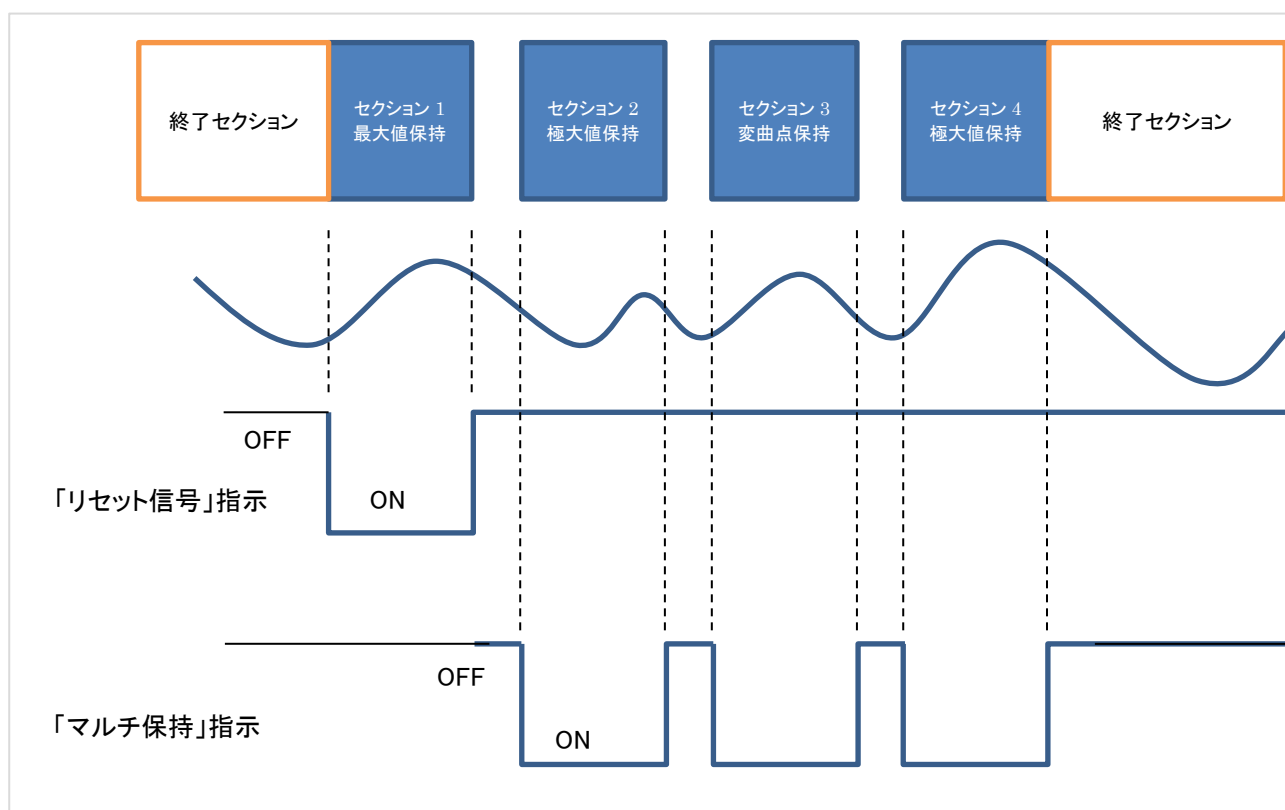 終了セクション
セクション 1
最大値保持
セクション 2
極大値保持
セクション 3
変曲点保持
セクション 4
極大値保持
終了セクション
OFF
「リセット信号」指示
ON
OFF
「マルチ保持」指示
ON